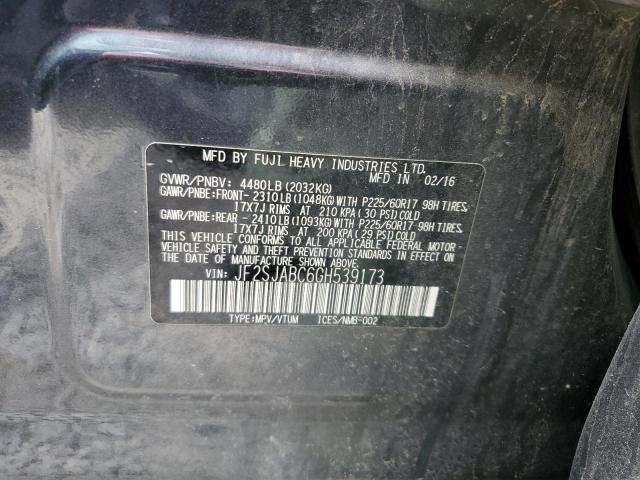 MFD BY FUJI HEAVY INDUSTRIES LTD.
MFD IN 02/16
GVWR/PNBV: 4480LB (2032KG)
GAWR/PNBE:FRONT- 2310LB (1048KG) WITH P225/60R17 98H TIRES,
17X7J RIMS AT 210 KPA (30 PSI) COLD
GAWR/PNBE:REAR - 2410LB (1093KG) WITH P225/60R17 98H TIRES,
17X7J RIMS AT 200 KPA (29 PSI) COLD
THIS VEHICLE CONFORMS TO ALL APPLICABLE FEDERAL MOTOR
VEHICLE SAFETY AND THEFT PREVENTION STANDARDS IN EFFECT
ON THE DATE OF MANUFACTURE SHOWN ABOVE.
VIN: JF2SJABC6GH539173
TYPE:MPV/VTUM ICES/NMB-002